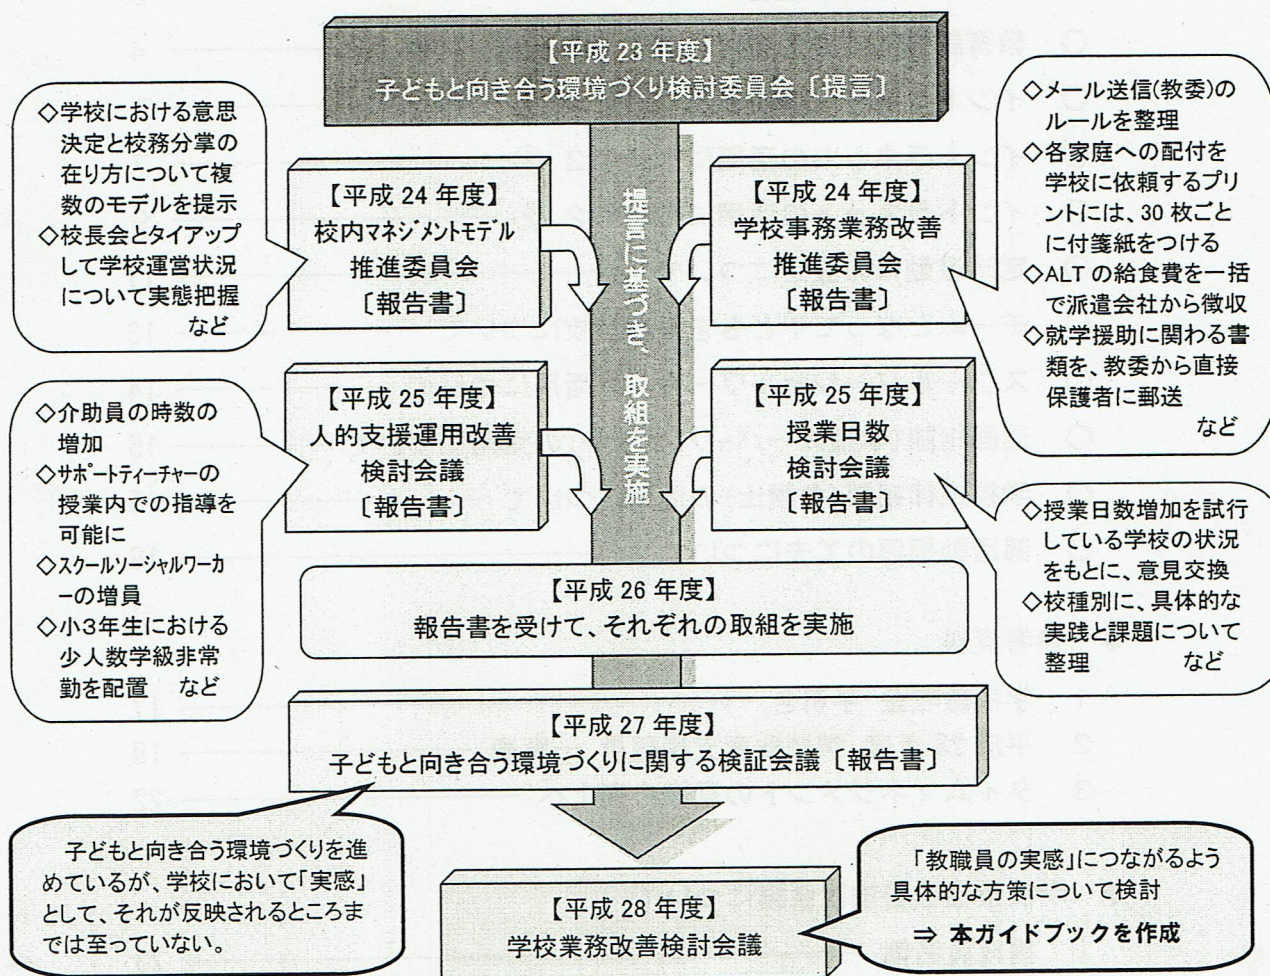 【平成 23 年度】
子どもと向き合う環境づくり検討委員会〔提言〕
◇学校における意思
決定と校務分掌の
在り方について複
数のモデルを提示
◇校長会とタイアップ
して学校運営状況
について実態把握
など
【平成 24 年度】
校内マネジメントモデル
推進委員会
〔報告書〕
提言に基づき、取組を実施
【平成 24 年度】
学校事務業務改善
推進委員会
〔報告書〕
◇メール送信(教委)の
ルールを整理
◇各家庭への配付を
学校に依頼するプリ
ントには、30 枚ごと
に付箋紙をつける
◇ALT の給食費を一括
で派遣会社から徴収
◇就学援助に関わる書
類を、教委から直接
保護者に郵送
など
◇介助員の時数の
増加
◇サポートティーチャーの
授業内での指導を
可能に
◇スクールソーシャルワーカ
ーの増員
◇小3年生における
少人数学級非常
勤を配置 など
【平成 25 年度】
人的支援運用改善
検討会議
〔報告書〕
【平成 25 年度】
授業日数
検討会議
〔報告書〕
◇授業日数増加を試行
している学校の状況
をもとに、意見交換
◇校種別に、具体的な
実践と課題について
整理 など
【平成 26 年度】
報告書を受けて、それぞれの取組を実施
【平成 27 年度】
子どもと向き合う環境づくりに関する検証会議〔報告書〕
子どもと向き合う環境づくりを進
めているが、学校において「実感」
として、それが反映されるところま
では至っていない。
【平成 28 年度】
学校業務改善検討会議
「教職員の実感」につながるよう
具体的な方策について検討
⇒ 本ガイドブックを作成